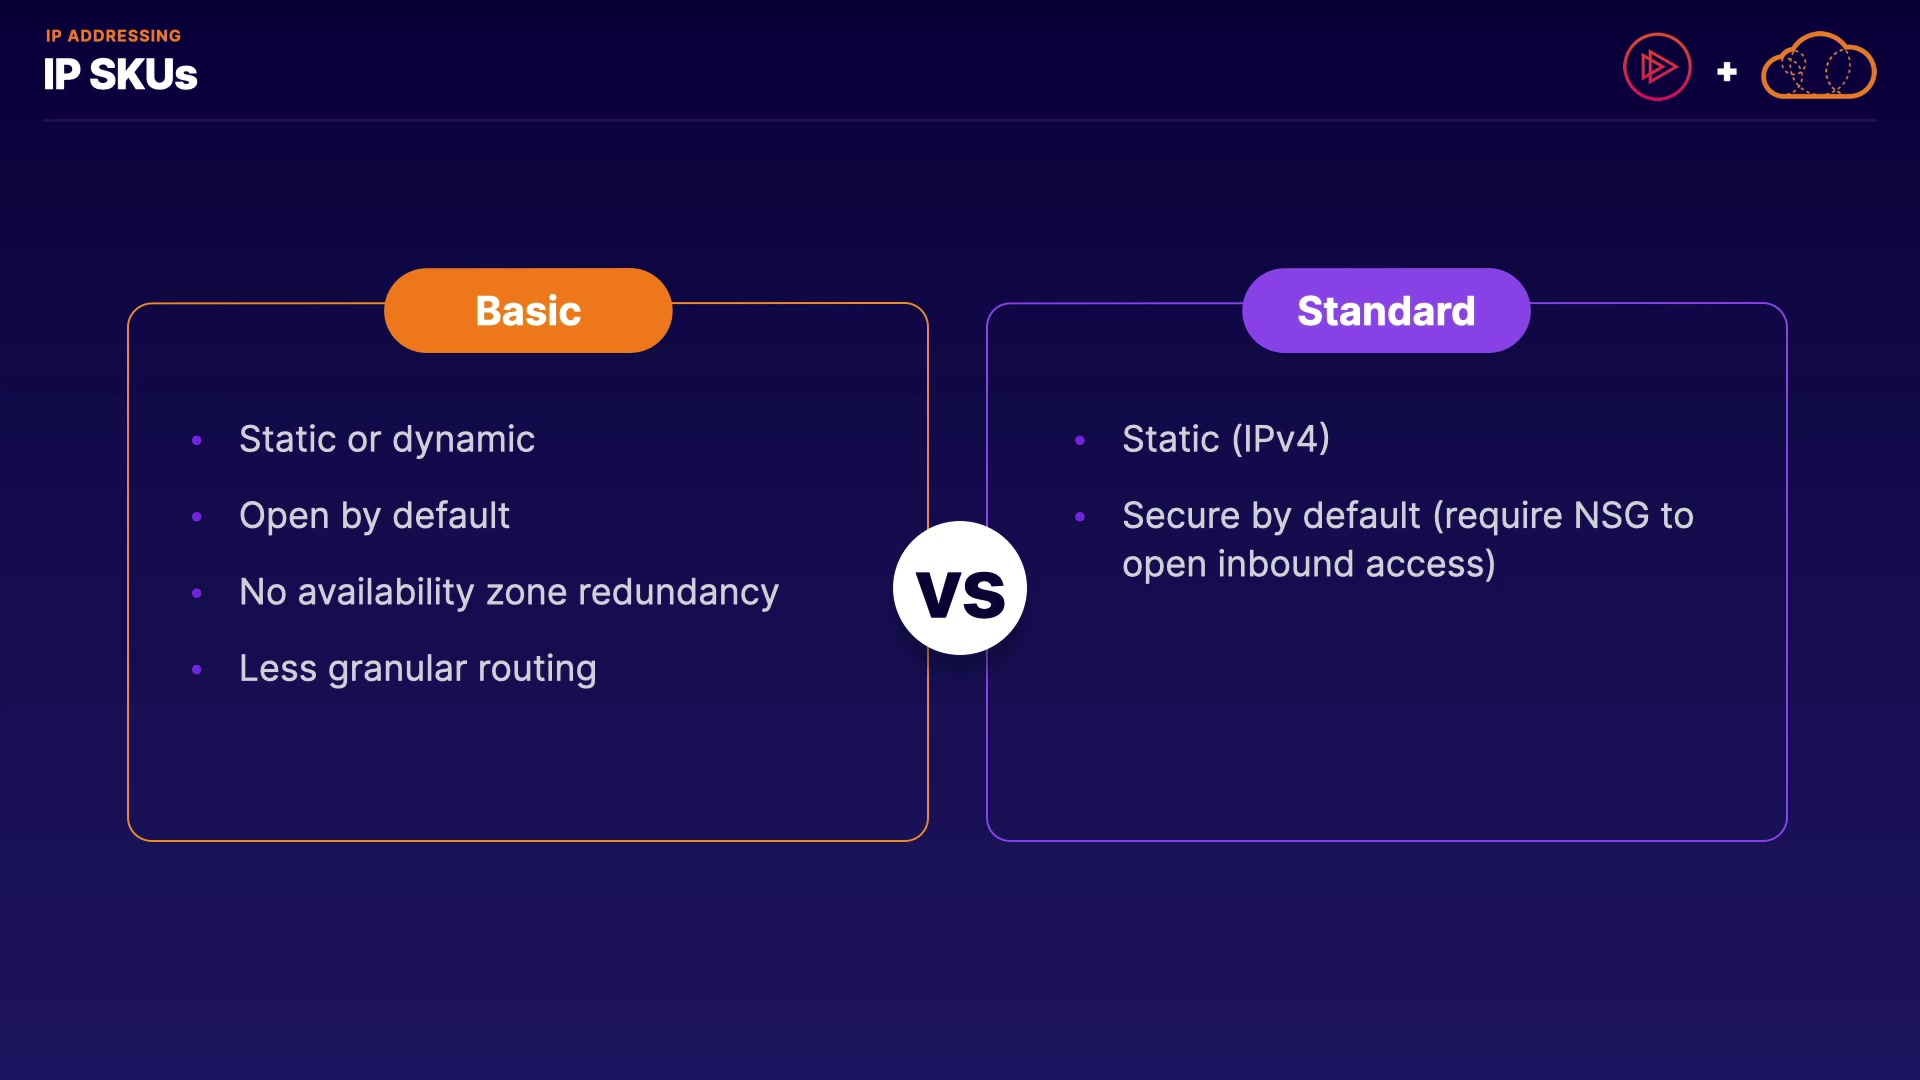 IP ADDRESSING
IP SKUs
Basic
• Static or dynamic
• Open by default
• No availability zone redundancy
• Less granular routing
vs
Standard
• Static (IPv4)
• Secure by default (require NSG to
open inbound access)